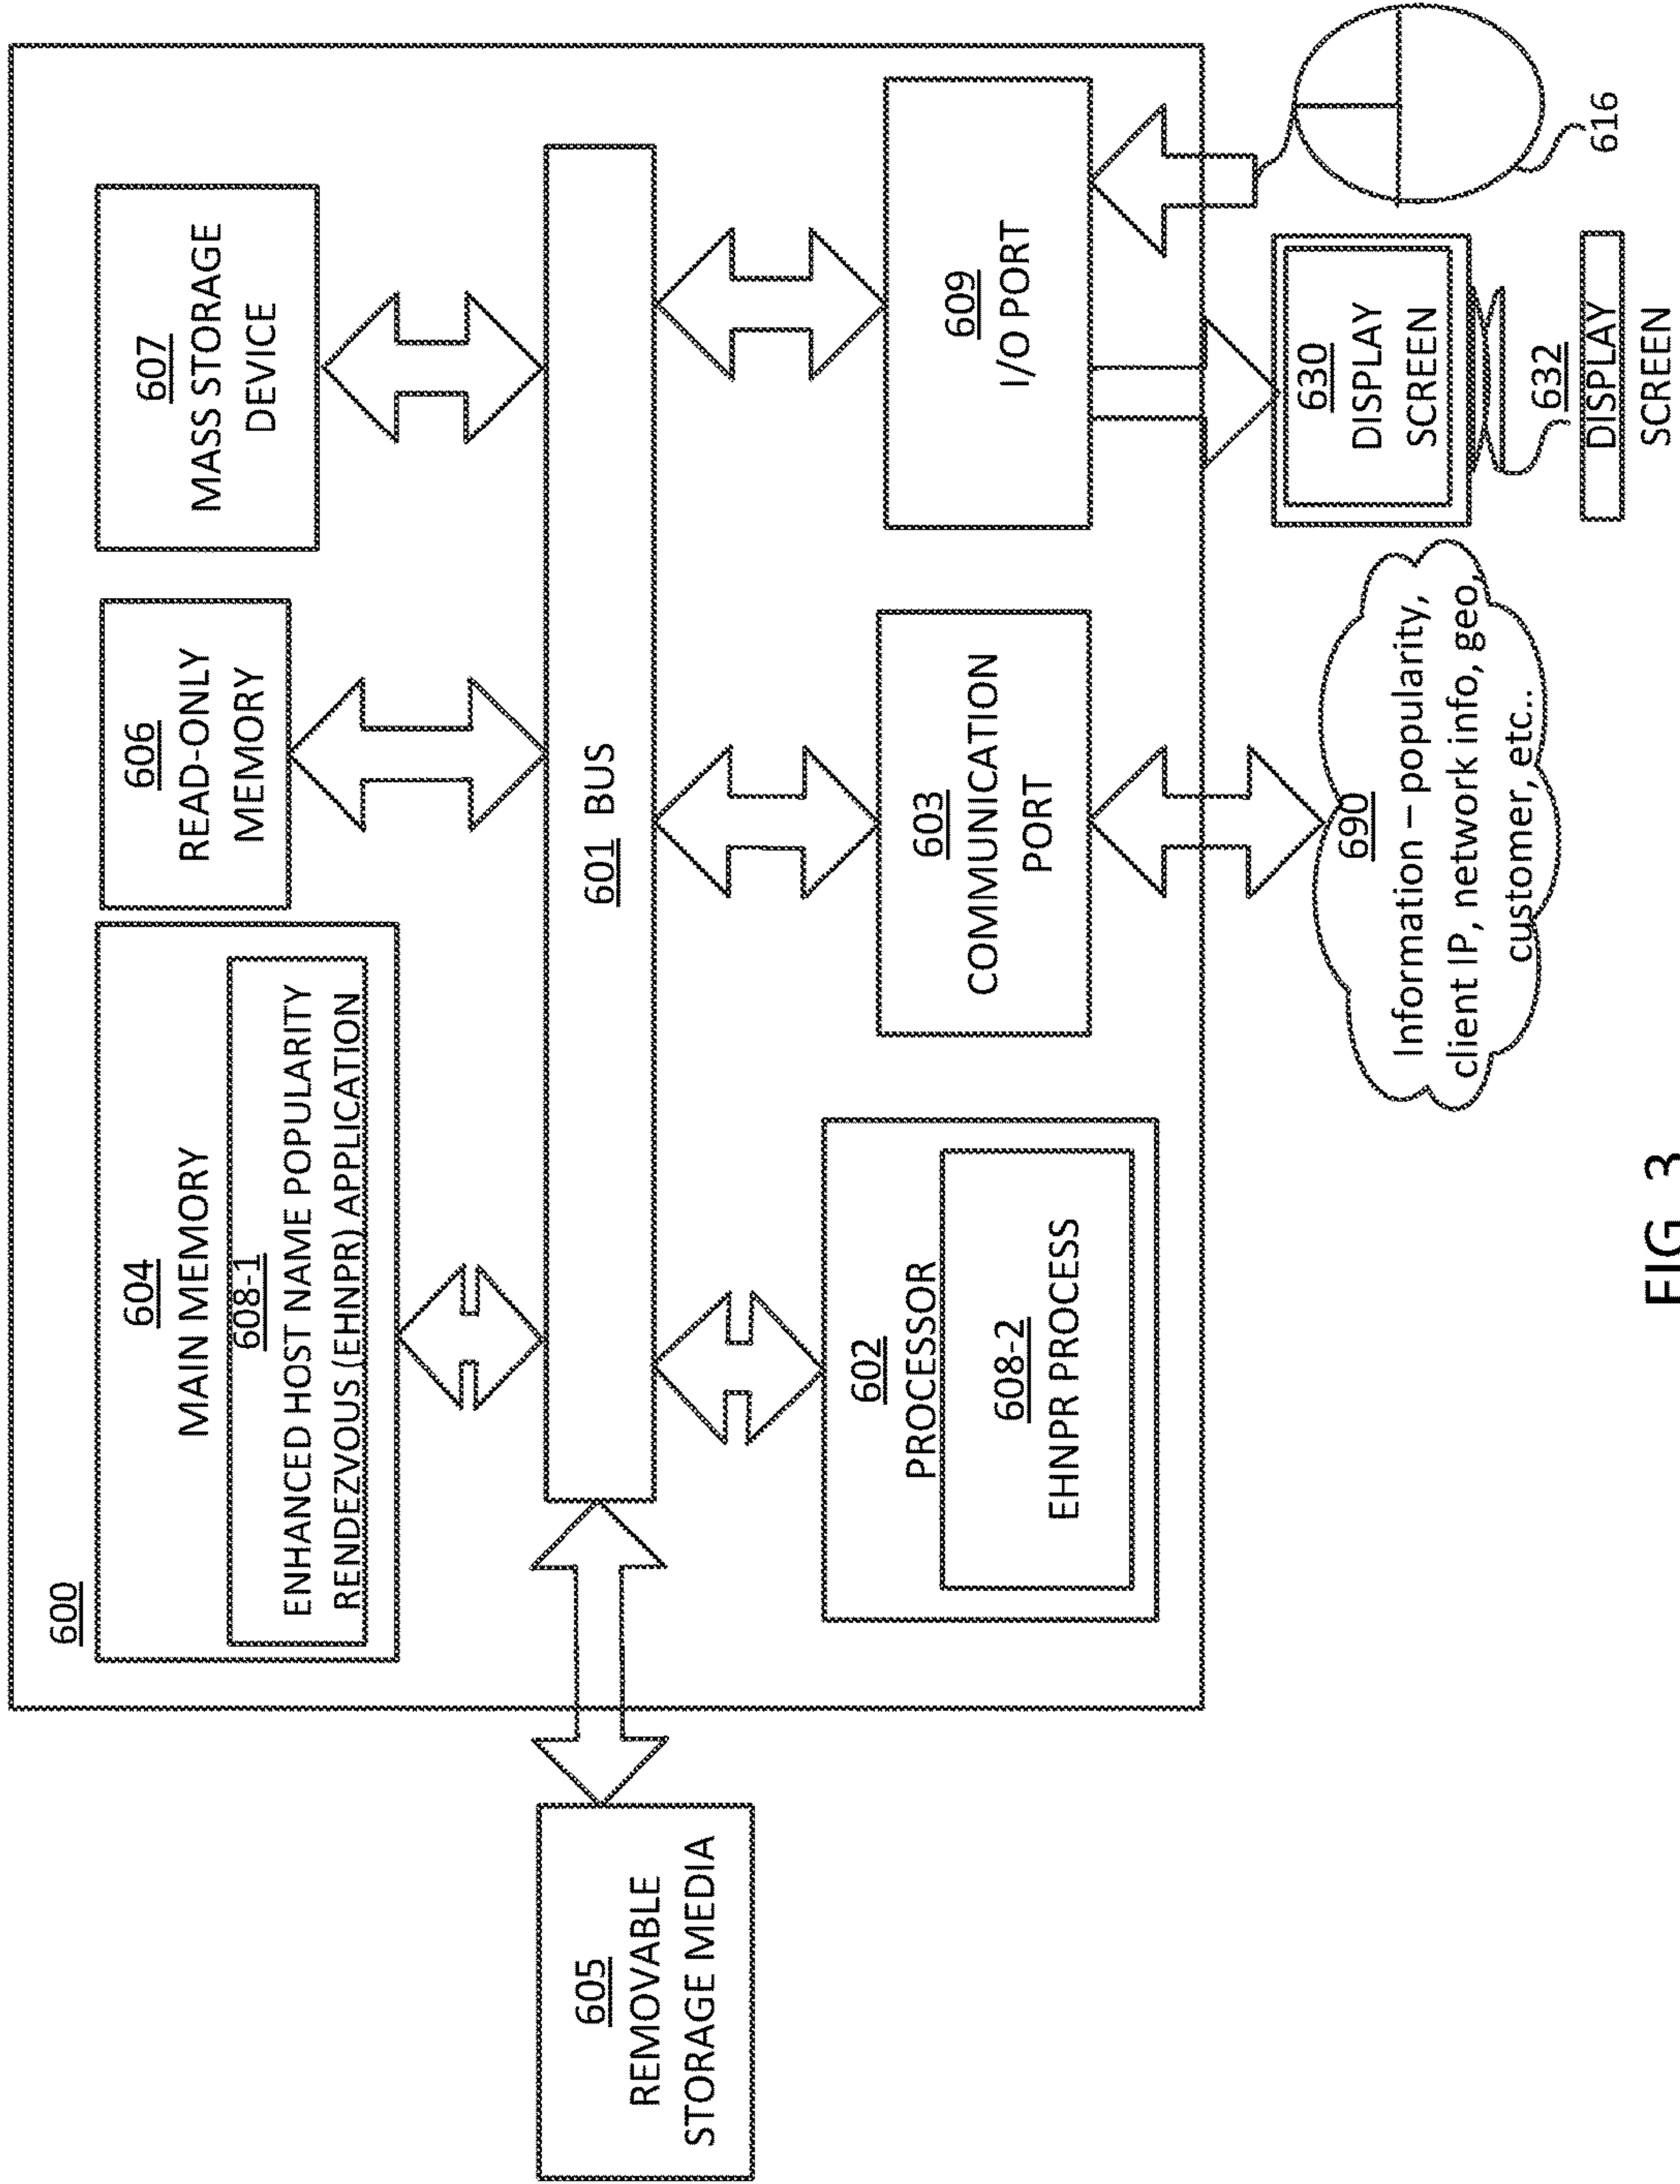 600
604
MAIN MEMORY
608-1
ENHANCED HOST NAME POPULARITY
RENDEZVOUS (EHNPR) APPLICATION
606
READ-ONLY
MEMORY
607
MASS STORAGE
DEVICE
605
REMOVABLE
STORAGE MEDIA
601 BUS
602
PROCESSOR
608-2
EHNPR PROCESS
603
COMMUNICATION
PORT
609
I/O PORT
690
Information – popularity,
client IP, network info, geo,
customer, etc..
630
DISPLAY
SCREEN
632
DISPLAY
SCREEN
616
FIG. 3